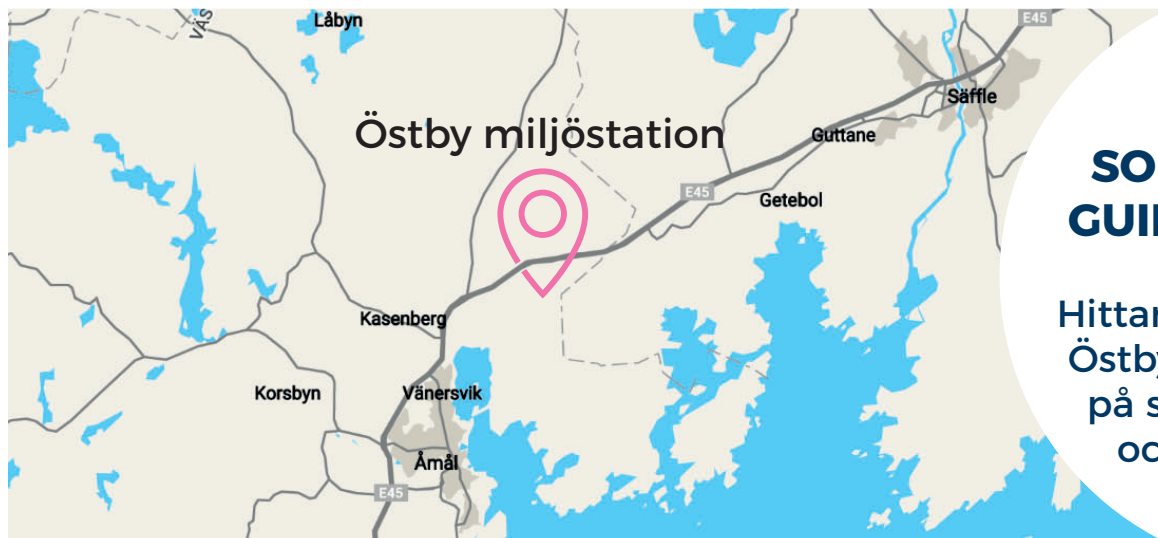 Låbyn
VÄS
E45
Säffle
Östby miljöstation
Guttane
E45
Getebol
Kasenberg
Korsbyn
Vänersvik
Åmål
E45
SO
GUI
Hittar
Östby
på s
oc